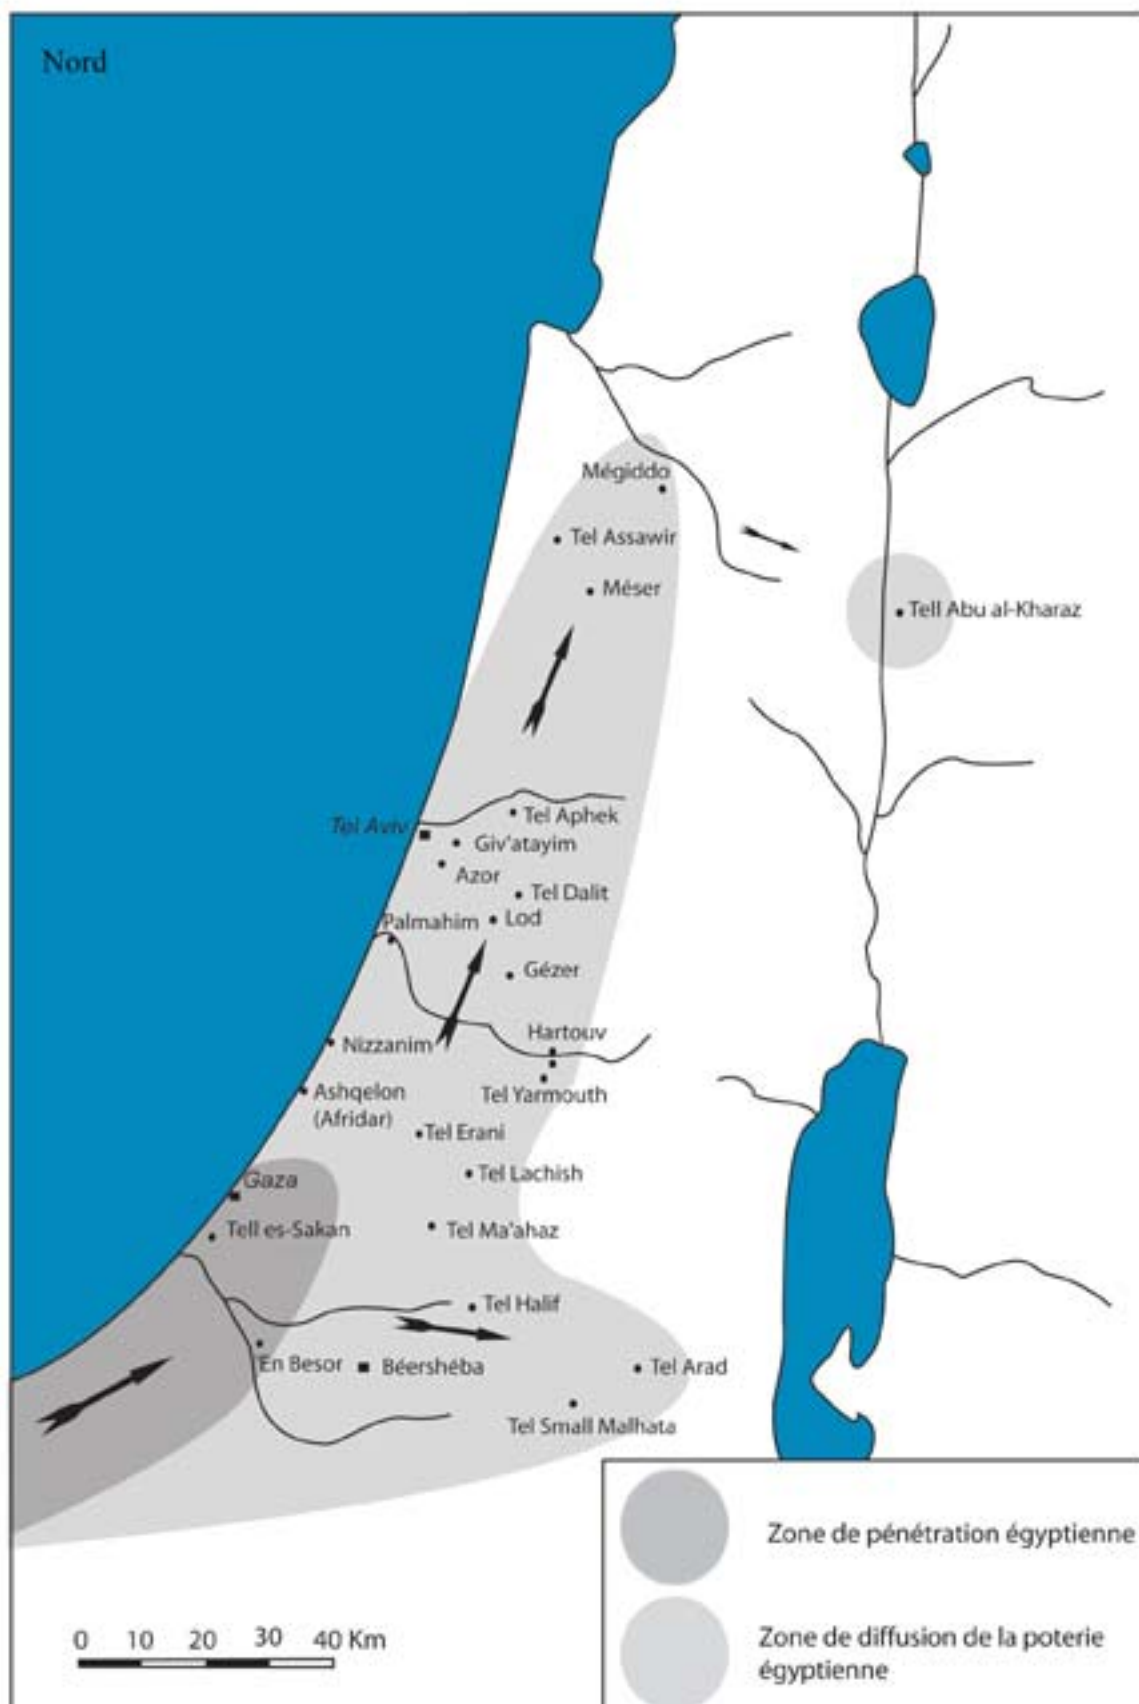 Nord
Mégiddo
Tel Assawir
Méser
Tell Abu al-Kharaz
Tel Aphek
Tel Aviv
Giv'atayim
Azor
Tel Dalit
Lod
Palmahim
Gézer
Hartouv
Nizzanim
Tel Yarmouth
Ashqelon
(Afridar)
Tel Erani
Tel Lachish
Gaza
Tell es-Sakan
Tel Ma'ahaz
Tel Halif
En Besor
Béershéba
Tel Arad
Tel Small Malhata
Zone de pénétration égyptienne
Zone de diffusion de la poterie
égyptienne
0 10 20 30 40 Km